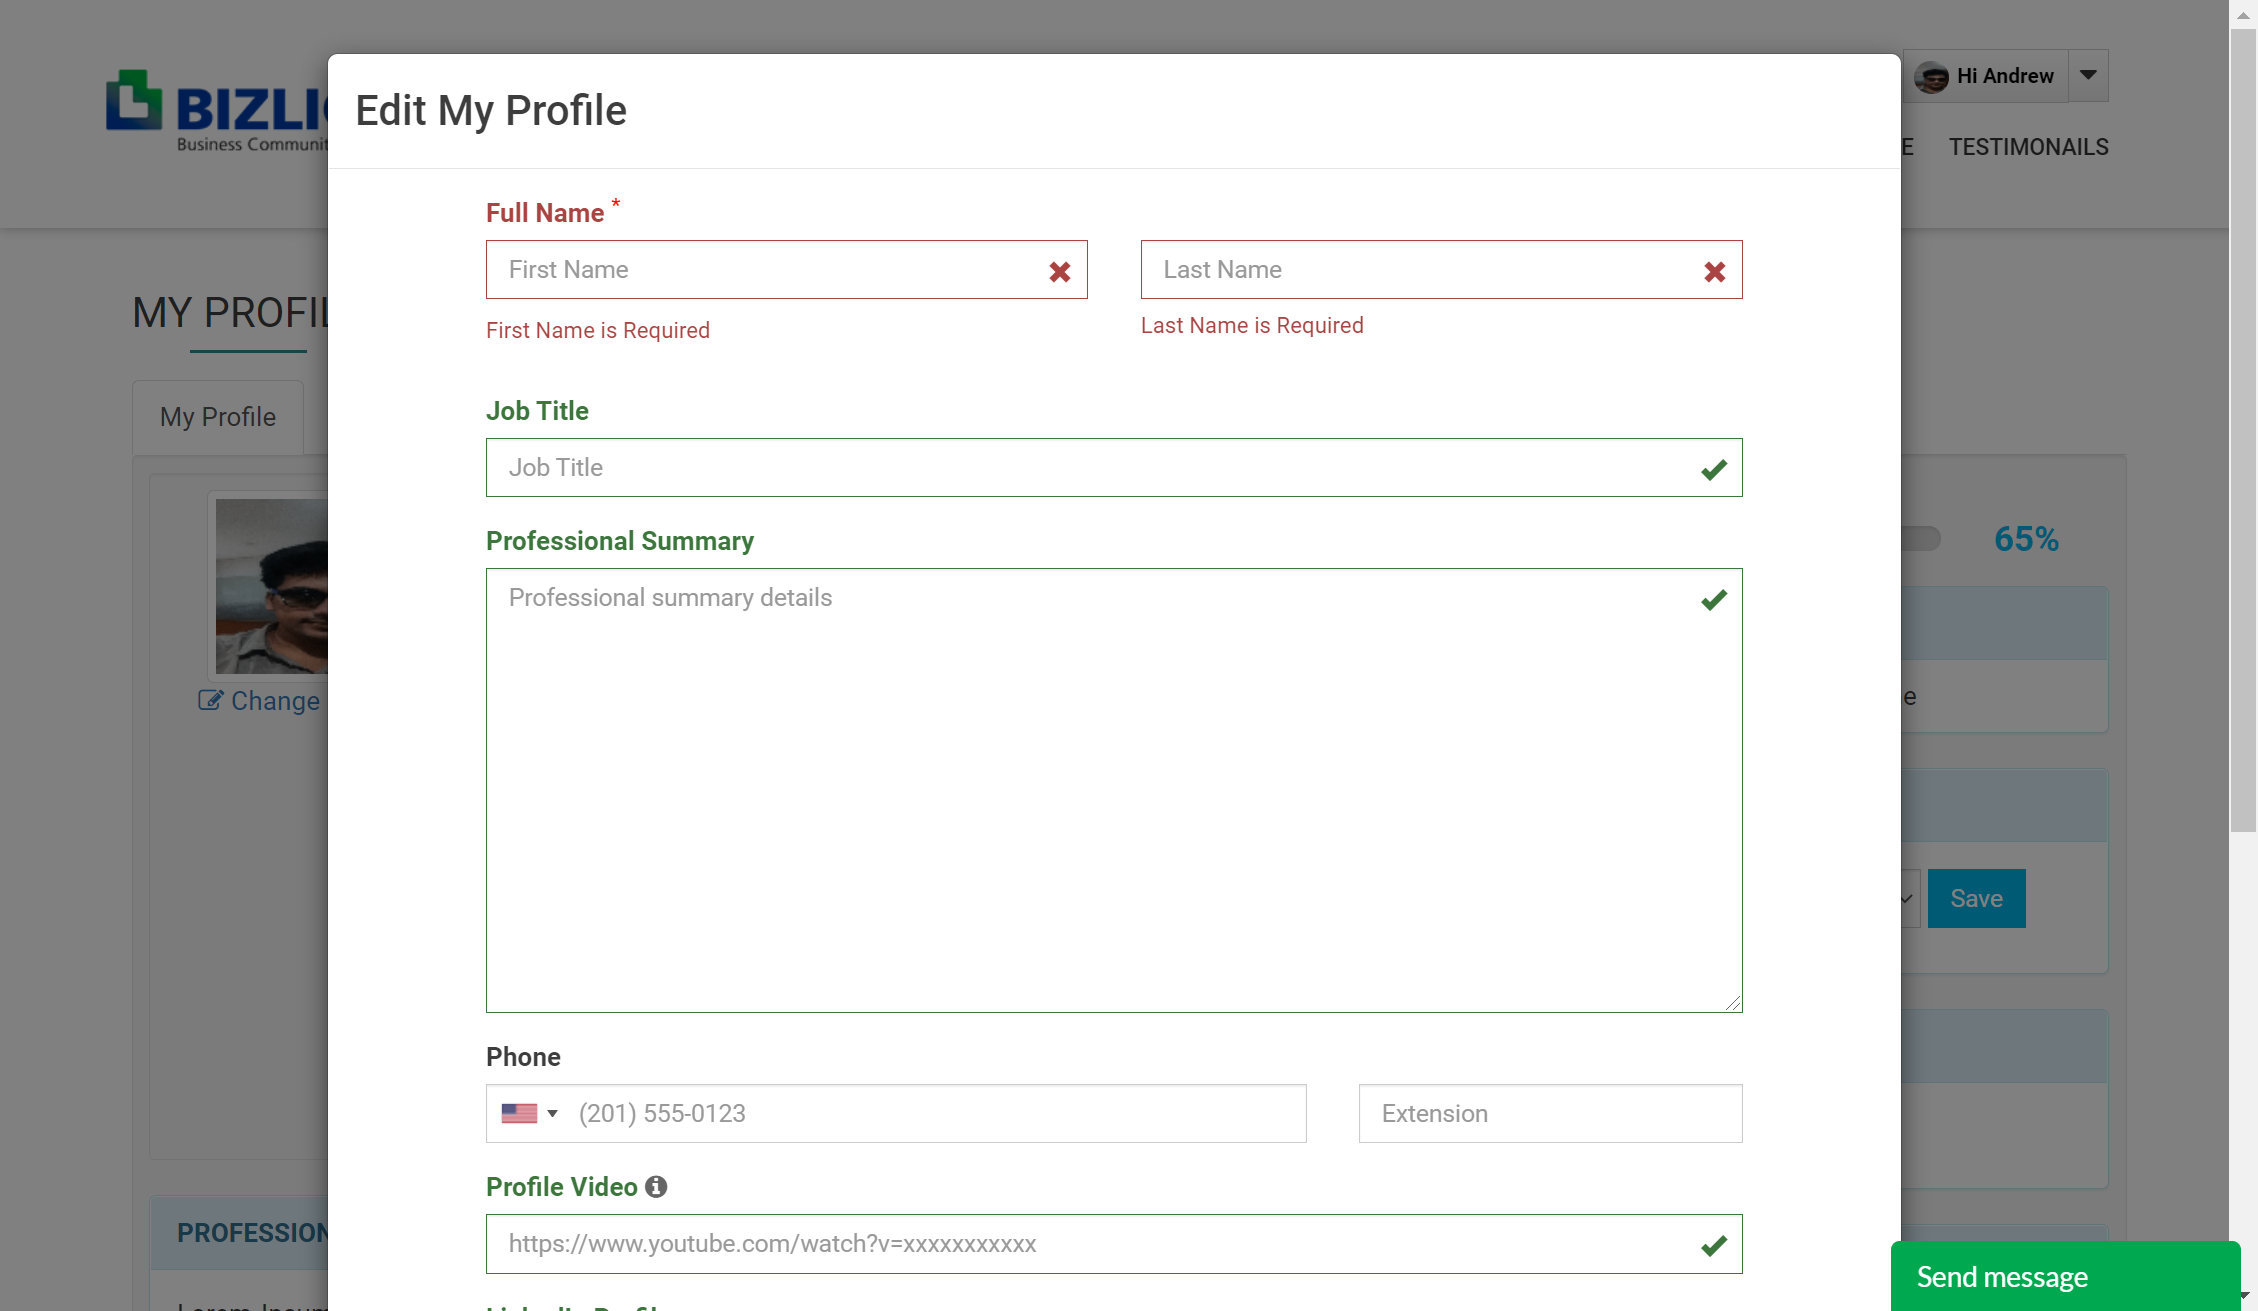 BIZLI
Business Communit
Hi Andrew
E TESTIMONAILS
Edit My Profile
Full Name *
First Name
Last Name
First Name is Required
Last Name is Required
MY PROFIL
My Profile
Job Title
Job Title
Professional Summary
Professional summary details
65%
Change
e
Save
Phone
(201) 555-0123
Extension
Profile Video
https://www.youtube.com/watch?v=xxxxxxxxxxx
PROFESSION
Send message